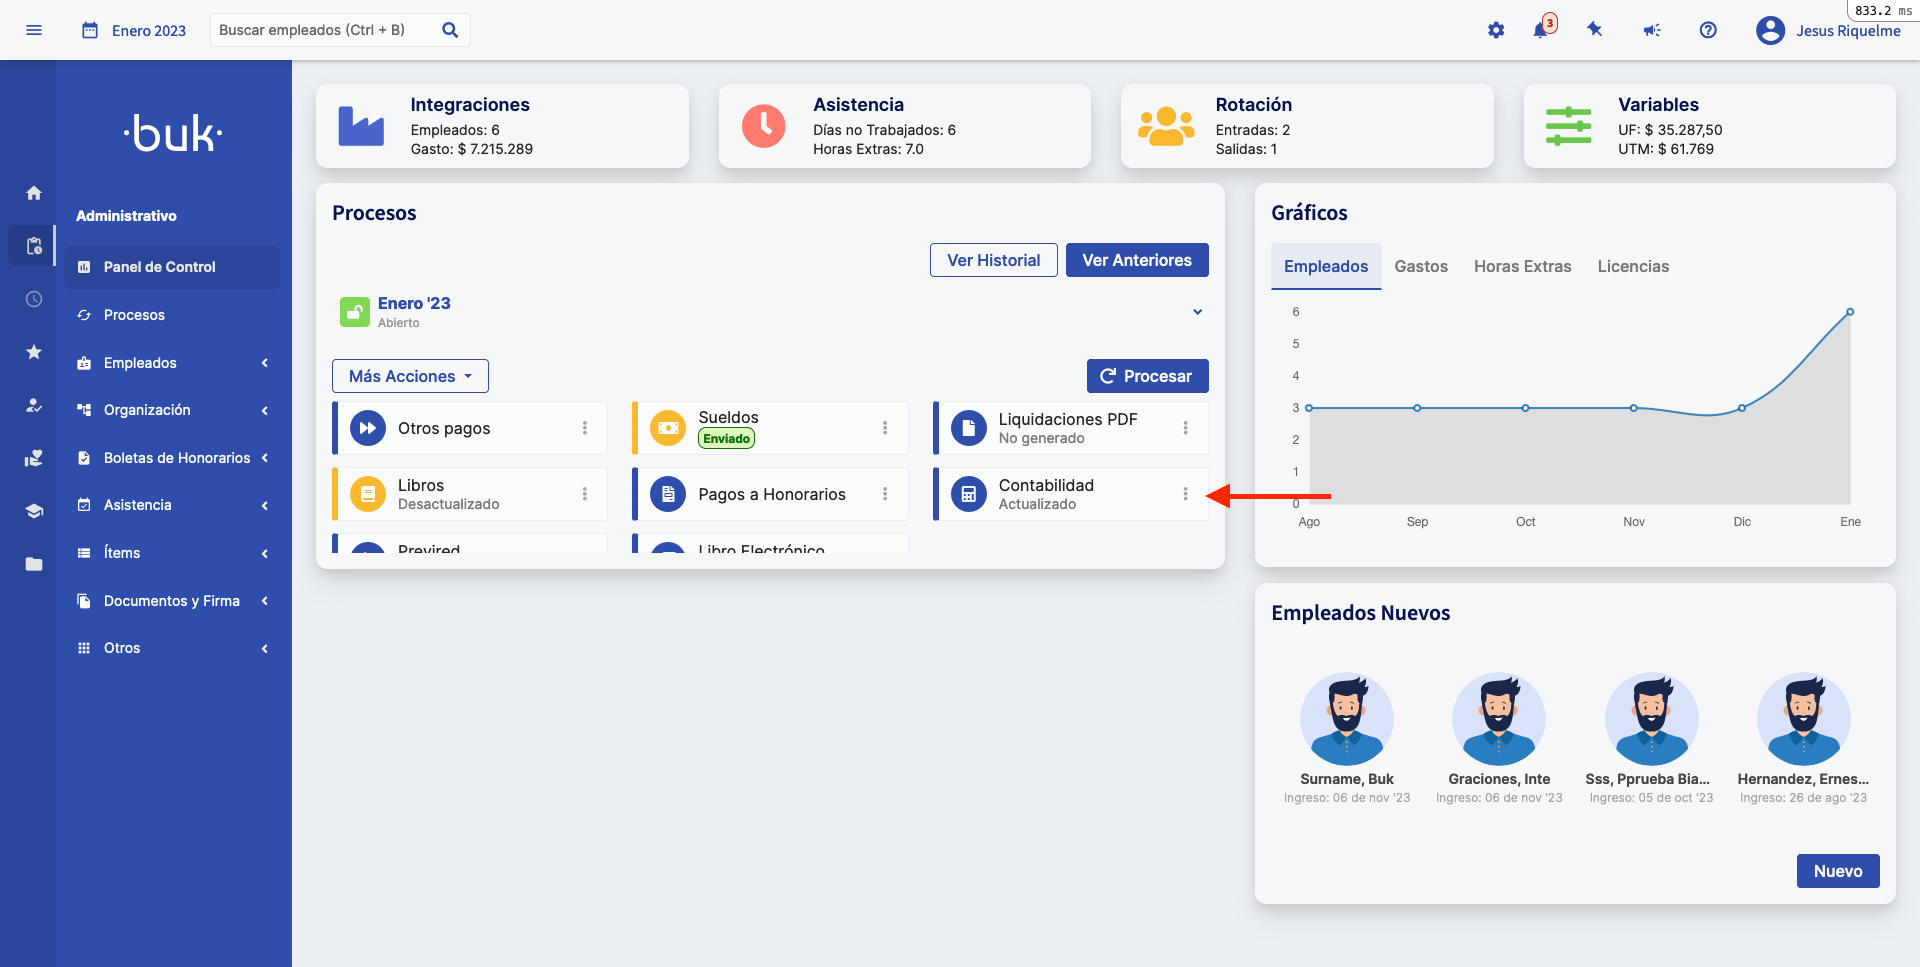 Enero 2023
Buscar empleados (Ctrl + B)
3
Jesus Riquelme
833.2 ms
·buk·
Administrativo
Panel de Control
Procesos
Empleados
Organización
Boletas de Honorarios
Asistencia
Ítems
Documentos y Firma
Otros
Integraciones
Empleados: 6
Gasto: $ 7.215.289
Asistencia
Días no Trabajados: 6
Horas Extras: 7.0
Rotación
Entradas: 2
Salidas: 1
Variables
UF: $ 35.287,50
UTM: $ 61.769
Procesos
Ver Historial
Ver Anteriores
Enero '23
Abierto
Más Acciones
Procesar
Otros pagos
Sueldos
Enviado
Liquidaciones PDF
No generado
Libros
Desactualizado
Pagos a Honorarios
Contabilidad
Actualizado
Previred
Libro Electrónico
Gráficos
Empleados
Gastos
Horas Extras
Licencias
6
5
4
3
2
1
0
Ago
Sep
Oct
Nov
Dic
Ene
Empleados Nuevos
Surname, Buk
Ingreso: 06 de nov '23
Graciones, Inte
Ingreso: 06 de nov '23
Sss, Pprueba Bia...
Ingreso: 05 de oct '23
Hernandez, Ernes...
Ingreso: 26 de ago '23
Nuevo